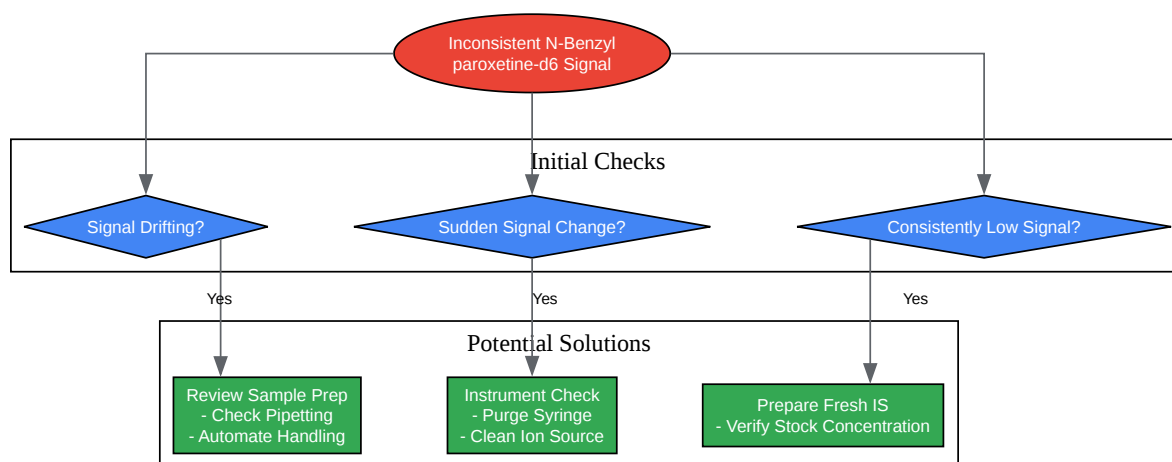 Inconsistent N-Benzyl
paroxetine-d6 Signal
Initial Checks
Signal Drifting?
Sudden Signal Change?
Consistently Low Signal?
Yes
Yes
Yes
Potential Solutions
Review Sample Prep
- Check Pipetting
- Automate Handling
Instrument Check
- Purge Syringe
- Clean Ion Source
Prepare Fresh IS
- Verify Stock Concentration